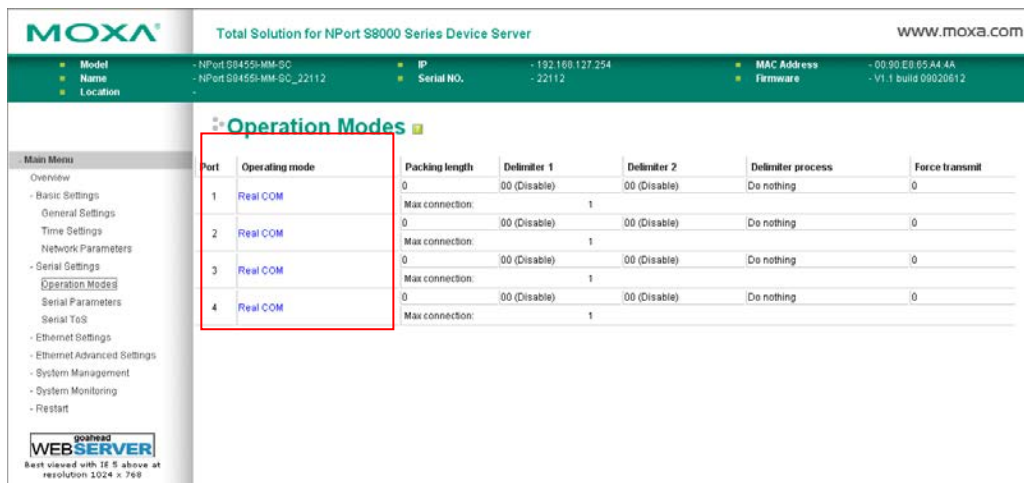 MOXA®
Total Solution for NPort S8000 Series Device Server
www.moxa.com
Model - NPort S8455I-MM-SC IP - 192.168.127.254 MAC Address - 00:90:E8:65:A4:4A
Name - NPort S8455I-MM-SC_22112 Serial NO. - 22112 Firmware - V1.1 build 09020612
Location -
Operation Modes
- Main Menu
Overview
- Basic Settings
General Settings
Time Settings
Network Parameters
- Serial Settings
Operation Modes
Serial Parameters
Serial ToS
- Ethernet Settings
- Ethernet Advanced Settings
- System Management
- System Monitoring
- Restart
goahead
WEBSERVER
Best viewed with IE 5 above at
resolution 1024 x 768
Port Operating mode Packing length Delimiter 1 Delimiter 2 Delimiter process Force transmit
1 Real COM 0 00 (Disable) 00 (Disable) Do nothing 0
Max connection: 1
2 Real COM 0 00 (Disable) 00 (Disable) Do nothing 0
Max connection: 1
3 Real COM 0 00 (Disable) 00 (Disable) Do nothing 0
Max connection: 1
4 Real COM 0 00 (Disable) 00 (Disable) Do nothing 0
Max connection: 1